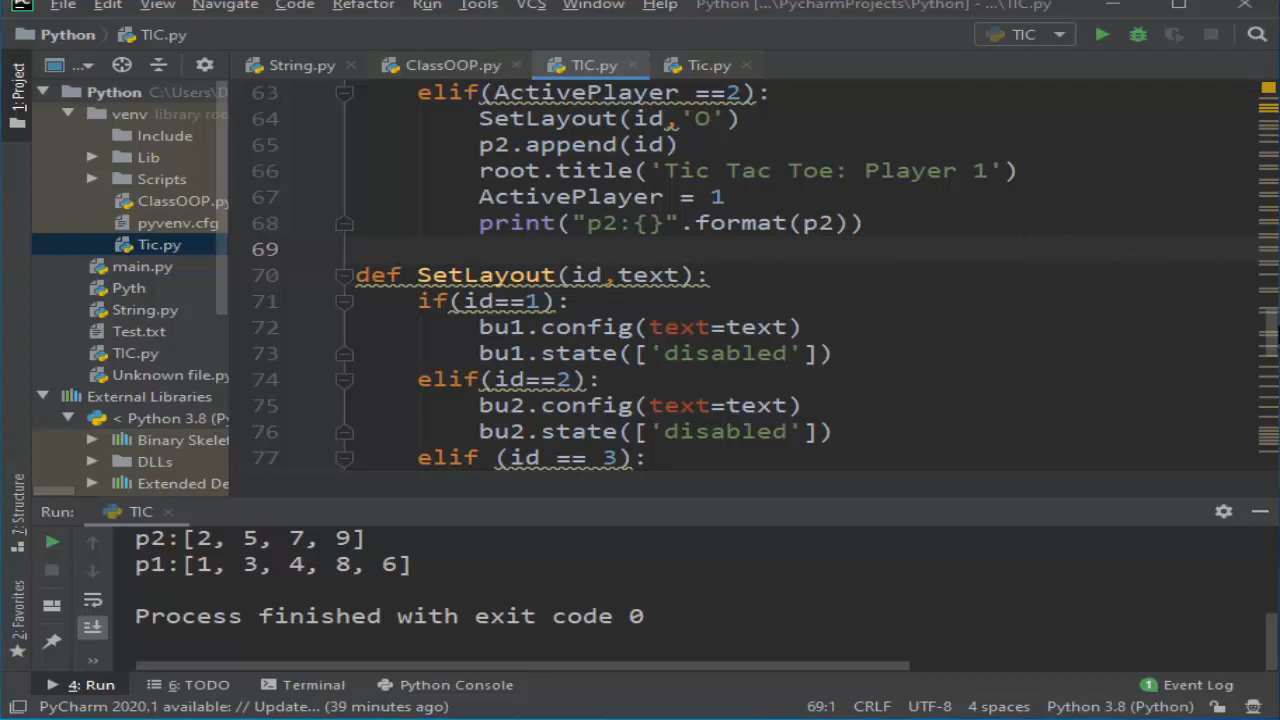 File Edit View Navigate Code Refactor Run Tools VCS Window Help Python [...\PycharmProjects\Python] - ...\TIC.py
Python TIC.py TIC
1: Project ... String.py ClassOOP.py TIC.py Tic.py
Python C:\Users\D
venv library roo
Include
Lib
Scripts
ClassOOP.py
pyvenv.cfg
Tic.py
main.py
Pyth
String.py
Test.txt
TIC.py
Unknown file.py
External Libraries
< Python 3.8 (Py
Binary Skele
DLLs
Extended De
63 elif(ActivePlayer ==2):
64 SetLayout(id,'O')
65 p2.append(id)
66 root.title('Tic Tac Toe: Player 1')
67 ActivePlayer = 1
68 print("p2:{}".format(p2))
69
70 def SetLayout(id,text):
71 if(id==1):
72 bu1.config(text=text)
73 bu1.state(['disabled'])
74 elif(id==2):
75 bu2.config(text=text)
76 bu2.state(['disabled'])
77 elif (id == 3):
7: Structure
2: Favorites
Run: TIC
p2:[2, 5, 7, 9]
p1:[1, 3, 4, 8, 6]
Process finished with exit code 0
4: Run 6: TODO Terminal Python Console 1 Event Log
PyCharm 2020.1 available: // Update... (39 minutes ago) 69:1 CRLF UTF-8 4 spaces Python 3.8 (Python)